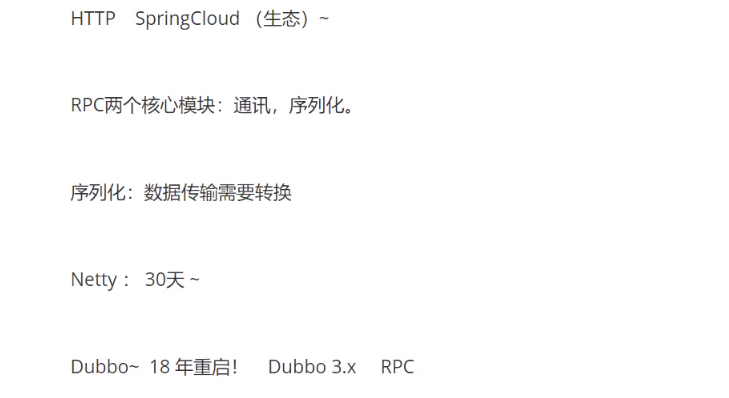 HTTP SpringCloud （生态）~
RPC两个核心模块：通讯，序列化。
序列化：数据传输需要转换
Netty： 30天 ~
Dubbo~ 18 年重启！ Dubbo 3.x RPC